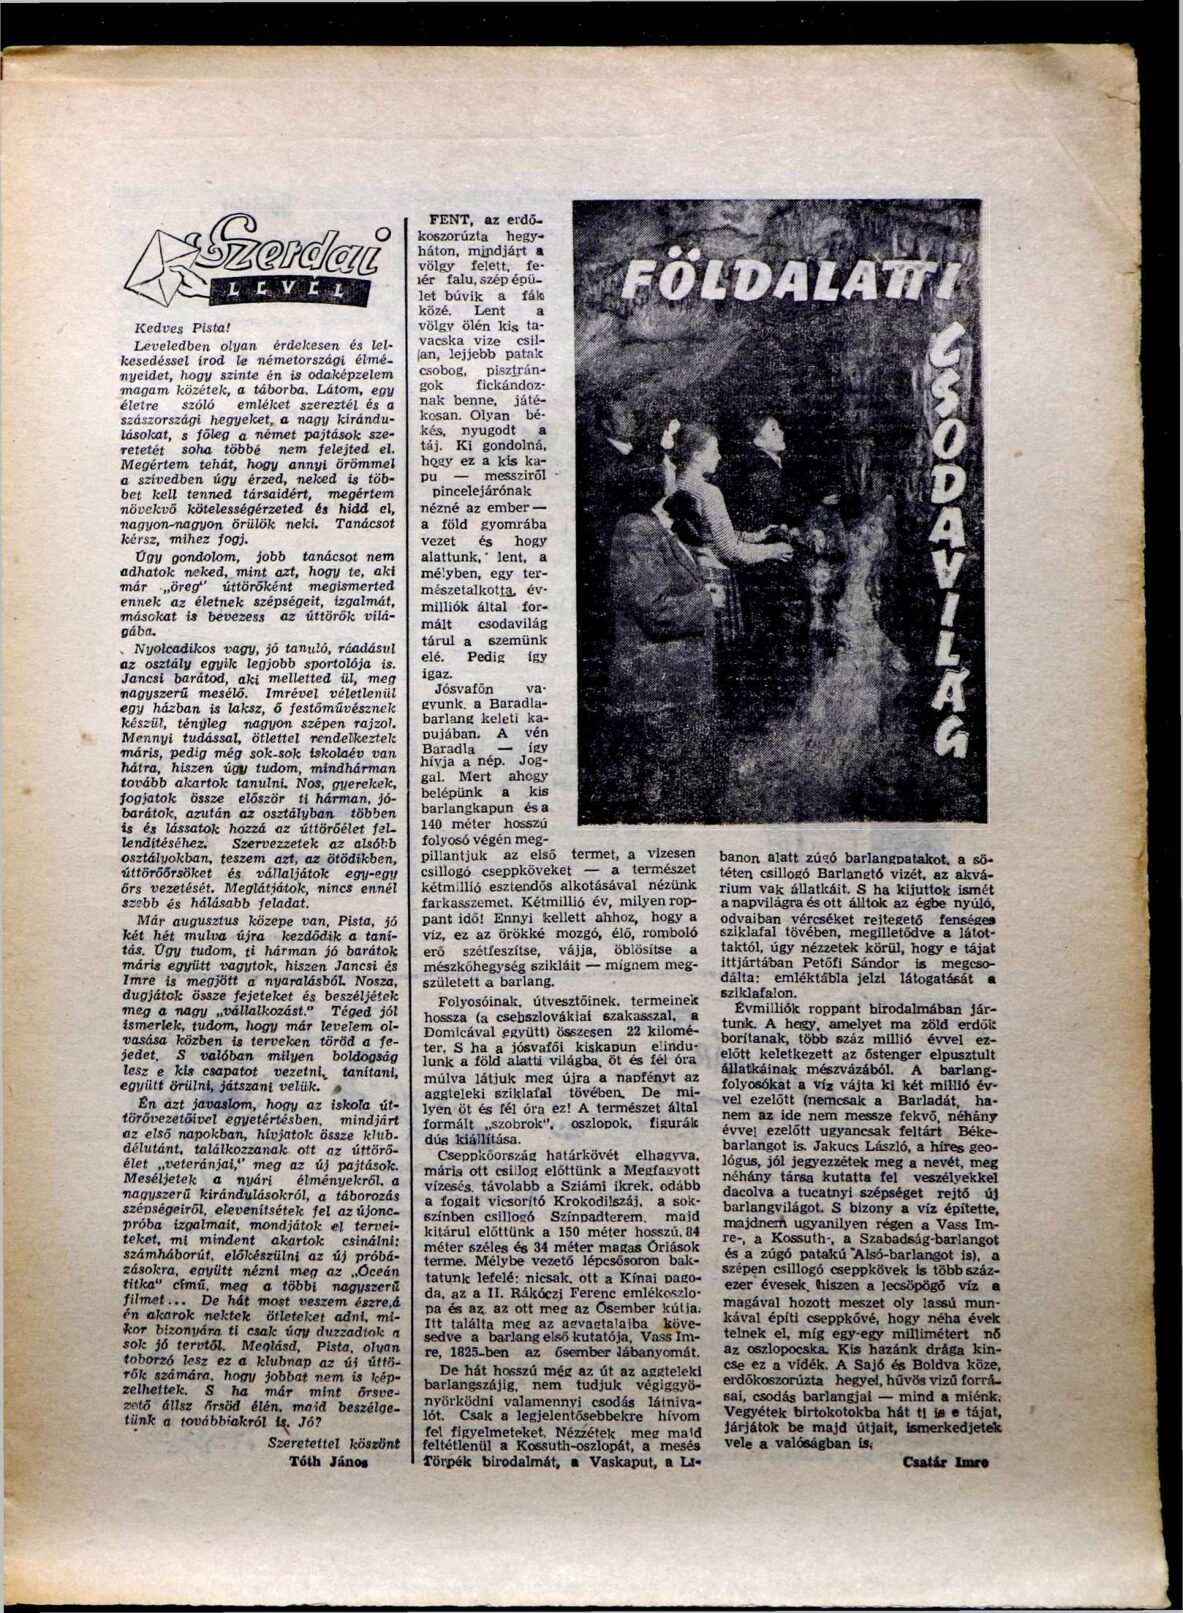 Szerdai
LEVÉL
Kedves Pista!
Leveledben olyan érdekesen és lel-
kesedéssel írod le németországi élmé-
nyeidet, hogy szinte én is odaképzelem
magam közétek, a táborba. Látom, egy
életre szóló emléket szereztél és a
szászországi hegyeket, a nagy kirándu-
lásokat, s főleg a német pajtások sze-
retetét soha többé nem felejted el.
Megértem tehát, hogy annyi örömmel
a szívedben úgy érzed, neked is töb-
bet kell tenned társaidért, megértem
növekvő kötelességérzeted és hidd el,
nagyon-nagyon örülök neki. Tanácsot
kérsz, mihez fogj.
Úgy gondolom, jobb tanácsot nem
adhatok neked, mint azt, hogy te, aki
már „öreg" úttörőként megismerted
ennek az életnek szépségeit, izgalmát,
másokat is bevezess az úttörők vilá-
gába.
Nyolcadikos vagy, jó tanuló, ráadásul
az osztály egyik legjobb sportolója is.
Jancsi barátod, aki melletted ül, meg
nagyszerű mesélő. Imrével véletlenül
egy házban is laksz, ő festőművésznek
készül, tényleg nagyon szépen rajzol.
Mennyi tudással, ötlettel rendelkeztek
máris, pedig még sok-sok iskolaév van
hátra, hiszen úgy tudom, mindhárman
tovább akartok tanulni. Nos, gyerekek,
fogjatok össze először ti hárman, jó-
barátok, azután az osztályban többen
is és lássatok hozzá az úttörőélet fel-
lendítéséhez. Szervezzetek az alsóbb
osztályokban, teszem azt, az ötödikben,
úttörőőrsöket és vállaljátok egy-egy
őrs vezetését. Meglátjátok, nincs ennél
szebb és hálásabb feladat.
Már augusztus közepe van, Pista, jó
két hét mulva újra kezdődik a taní-
tás. Úgy tudom, ti hárman jó barátok
máris együtt vagytok, hiszen Jancsi és
Imre is megjött a nyaralásból. Nosza,
dugjátok össze fejeteket és beszéljétek
meg a nagy „vállalkozást." Téged jól
ismerlek, tudom, hogy már levelem ol-
vasása közben is terveken töröd a fe-
jedet. S valóban milyen boldogság
lesz e kis csapatot vezetni, tanítani,
együtt örülni, játszani velük.
Én azt javaslom, hogy az iskola út-
törővezetőivel egyetértésben, mindjárt
az első napokban, hívjatok össze klub-
délutánt, találkozzanak ott az úttörő-
élet „veteránjai," meg az új pajtások.
Meséljetek a nyári élményekről, a
nagyszerű kirándulásokról, a táborozás
szépségeiről, elevenítsétek fel az újonc-
próba izgalmait, mondjátok el tervei-
teket, mi mindent akartok csinálni:
számháborút, előkészülni az új próbá-
zásokra, együtt nézni meg az „Óceán
titka" című, meg a többi nagyszerű
filmet... De hát most veszem észre,
én akarok nektek ötleteket adni, mi-
kor bizonyára ti csak úgy duzzadtok a
sok jó tervtől. Meglásd, Pista, olyan
toborzó lesz ez a klubnap az új úttö-
rők számára, hogy jobbat nem is kép-
zelhettek. S ha már mint őrsve-
zető állsz őrsöd élén, majd beszélge-
tünk a továbbiakról is. Jó?
Szeretettel köszönt
Tóth János
FÖLDALATTI
CSODAVILÁG
FENT, az erdő-
koszorúzta hegy-
háton, mindjárt a
völgy felett, fe-
hér falu, szép épü-
let búvik a fák
közé. Lent a
völgy ölén kis ta-
vacska vize csil-
lan, lejjebb patak
csobog, pisztrán-
gok fickándoz-
nak benne, játé-
kosan. Olyan bé-
kés, nyugodt a
táj. Ki gondolná,
hogy ez a kis ka-
pu — messziről
pincelejárónak
nézné az ember —
a föld gyomrába
vezet és hogy
alattunk, lent, a
mélyben, egy ter-
mészetalkotta, év-
milliók által for-
mált csodavilág
tárul a szemünk
elé. Pedig így
igaz.
Jósvafőn va-
gyunk, a Baradla-
barlang keleti ka-
pujában. A vén
Baradla — így
hívja a nép. Jog-
gal. Mert ahogy
belépünk a kis
barlangkapun és a
140 méter hosszú
folyosó végén meg-
pillantjuk az első termet, a vizesen
csillogó cseppköveket — a természet
kétmillió esztendős alkotásával nézünk
farkasszemet. Kétmillió év, milyen rop-
pant idő! Ennyi kellett ahhoz, hogy a
víz, ez az örökké mozgó, élő, romboló
erő szétfeszítse, vájja, öblösítse a
mészkőhegység szikláit — mígnem meg-
született a barlang.
Folyosóinak, útvesztőinek, termeinek
hossza (a csehszlovákiai szakasszal, a
Domicával együtt) összesen 22 kilomé-
ter. S ha a jósvafői kiskapun elindu-
lunk a föld alatti világba, öt és fél óra
múlva látjuk meg újra a napfényt az
aggteleki sziklafal tövében. De mi-
lyen öt és fél óra ez! A természet által
formált „szobrok", oszlopok, figurák
dús kiállítása.
Cseppkőország határkövét elhagyva,
máris ott csillog előttünk a Megfagyott
vízesés, távolabb a Sziámi ikrek, odább
a fogait vicsorító Krokodilszáj, a sok-
színben csillogó Színpadterem, majd
kitárul előttünk a 150 méter hosszú, 84
méter széles és 34 méter magas Óriások
terme. Mélybe vezető lépcsősoron bak-
tatunk lefelé: nicsak, ott a Kínai pago-
da, az a II. Rákóczi Ferenc emlékoszlo-
pa és az, az ott meg az Ősember kútja.
Itt találta meg az agyagtalajba köve-
sedve a barlang első kutatója, Vass Im-
re, 1825-ben az ősember lábanyomát.
De hát hosszú még az út az aggteleki
barlangszájig, nem tudjuk végiggyö-
nyörködni valamennyi csodás látniva-
lót. Csak a legjelentősebbekre hívom
fel figyelmeteket. Nézzétek meg majd
feltétlenül a Kossuth-oszlopát, a mesés
Törpék birodalmát, a Vaskaput, a Li-
banon alatt zúgó barlangpatakot, a sö-
téten csillogó Barlangtó vizét, az akvá-
rium vak állatkáit. S ha kijuttok ismét
a napvilágra és ott álltok az égbe nyúló,
odvaiban vércséket rejtegető fenséges
sziklafal tövében, megilletődve a látot-
taktól, úgy nézzetek körül, hogy e tájat
ittjártában Petőfi Sándor is megcso-
dálta: emléktábla jelzi látogatását a
sziklafalon.
Évmilliók roppant birodalmában jár-
tunk. A hegy, amelyet ma zöld erdők
borítanak, több száz millió évvel ez-
előtt keletkezett az őstenger elpusztult
állatkáinak mészvázából. A barlang-
folyosókat a víz vájta ki két millió év-
vel ezelőtt (nemcsak a Barladát, ha-
nem az ide nem messze fekvő, néhány
évvel ezelőtt ugyancsak feltárt Béke-
barlangot is. Jakucs László, a híres geo-
lógus, jól jegyezzétek meg a nevét, meg
néhány társa kutatta fel veszélyekkel
dacolva a tucatnyi szépséget rejtő új
barlangvilágot. S bizony a víz építette,
majdnem ugyanilyen régen a Vass Im-
re-, a Kossuth-, a Szabadság-barlangot
és a zúgó patakú Alsó-barlangot is), a
szépen csillogó cseppkövek is több száz-
ezer évesek, hiszen a lecsöpögő víz a
magával hozott meszet oly lassú mun-
kával építi cseppkővé, hogy néha évek
telnek el, míg egy-egy millimétert nő
az oszlopocska. Kis hazánk drága kin-
cse ez a vidék. A Sajó és Boldva köze,
erdőkoszorúzta hegyei, hűvös vizű forrá-
sai, csodás barlangjai — mind a miénk.
Vegyétek birtokotokba hát ti is e tájat,
járjátok be majd útjait, ismerkedjetek
vele a valóságban is.
Csatár Imre